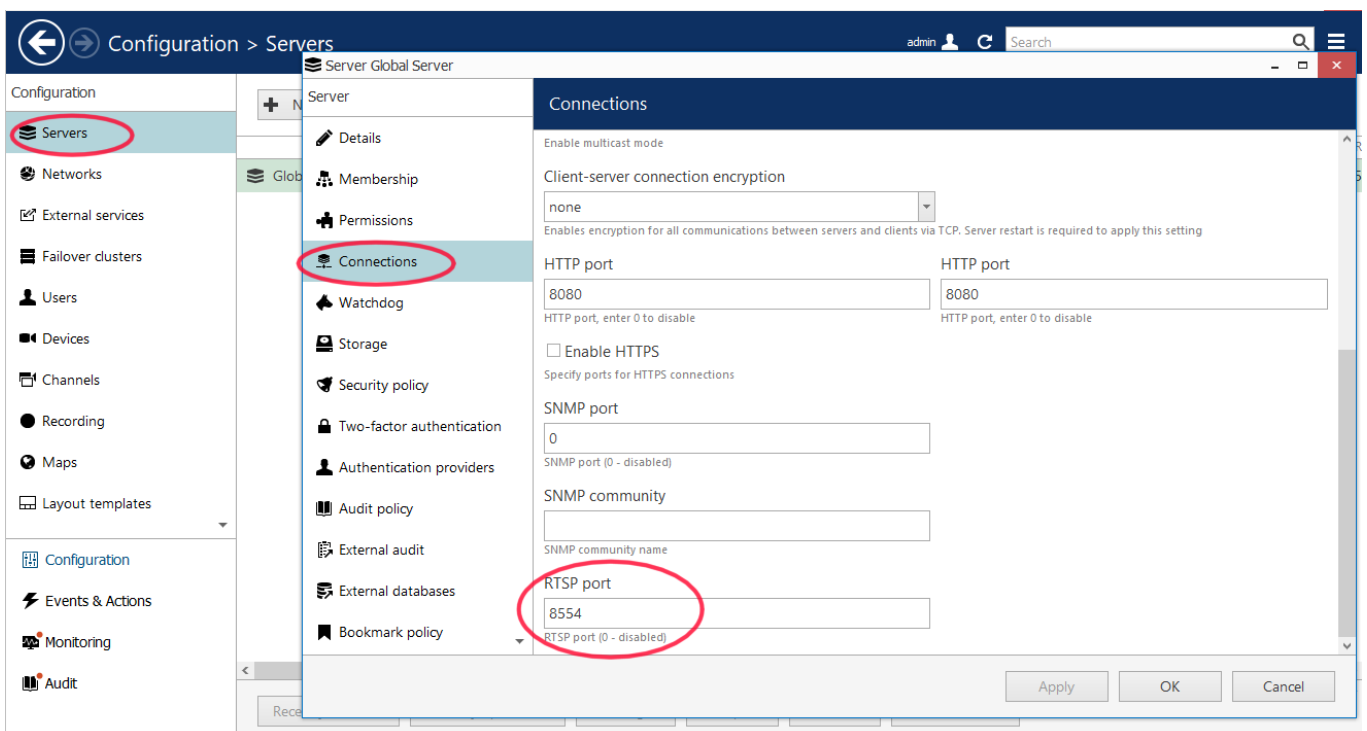 Configuration > Servers
admin
Search
Configuration
Servers
Networks
External services
Failover clusters
Users
Devices
Channels
Recording
Maps
Layout templates
Configuration
Events & Actions
Monitoring
Audit
N
Glob
Rece
Server Global Server
Server
Details
Membership
Permissions
Connections
Watchdog
Storage
Security policy
Two-factor authentication
Authentication providers
Audit policy
External audit
External databases
Bookmark policy
Connections
Enable multicast mode
Client-server connection encryption
none
Enables encryption for all communications between servers and clients via TCP. Server restart is required to apply this setting
HTTP port HTTP port
8080 8080
HTTP port, enter 0 to disable HTTP port, enter 0 to disable
Enable HTTPS
Specify ports for HTTPS connections
SNMP port
0
SNMP port (0 - disabled)
SNMP community
SNMP community name
RTSP port
8554
RTSP port (0 - disabled)
Apply OK Cancel